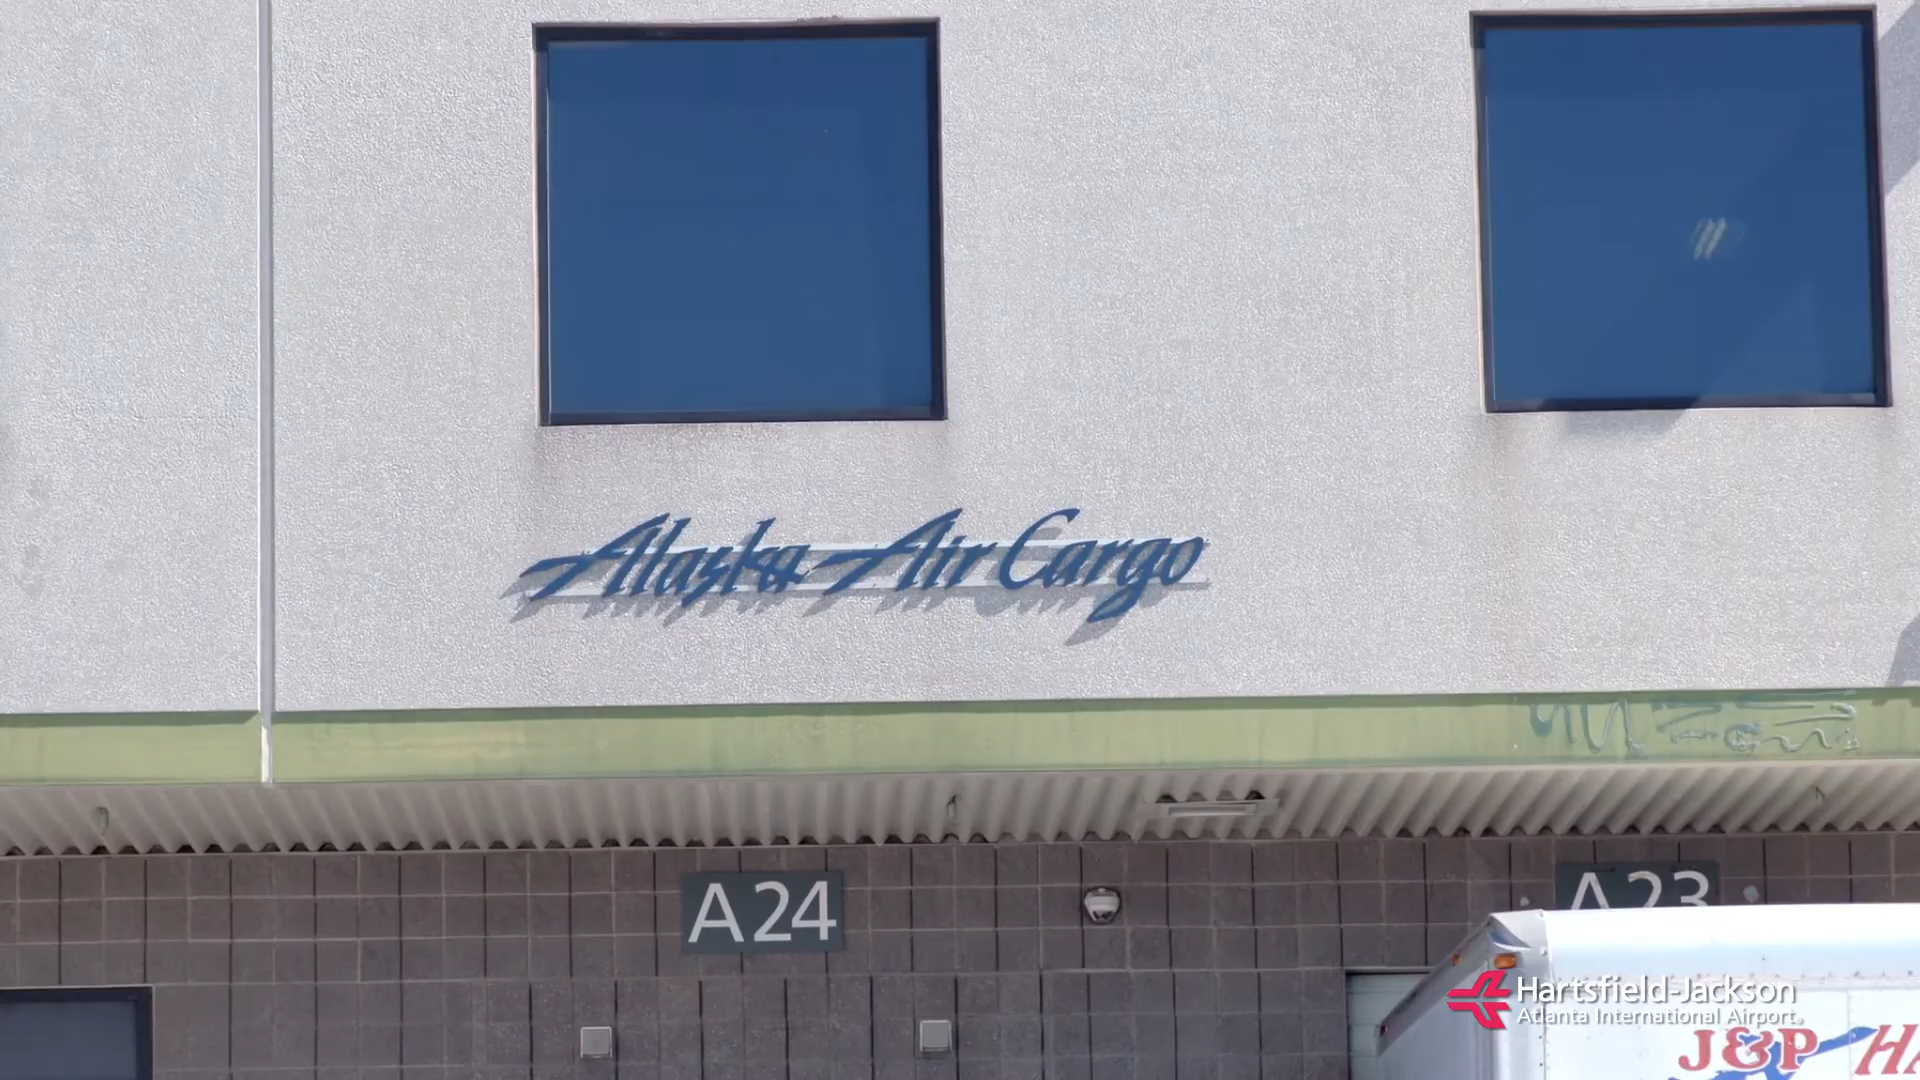 Alaska Air Cargo
A24
A23
Hartsfield-Jackson
Atlanta International Airport
J&P